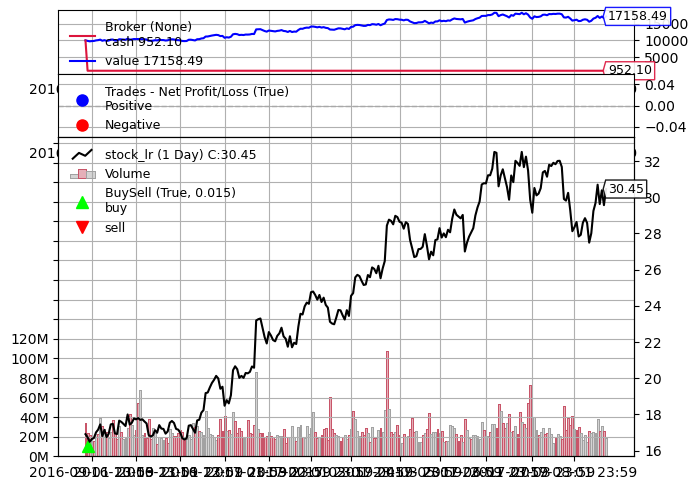 Broker (None)
cash 952.10
value 17158.49
17158.49
15000
10000
5000
952.10
Trades - Net Profit/Loss (True)
Positive
Negative
0.04
0.00
−0.04
stock_lr (1 Day) C:30.45
Volume
BuySell (True, 0.015)
buy
sell
32
30.45
30
28
26
24
22
20
18
16
120M
100M
80M
60M
40M
20M
0M